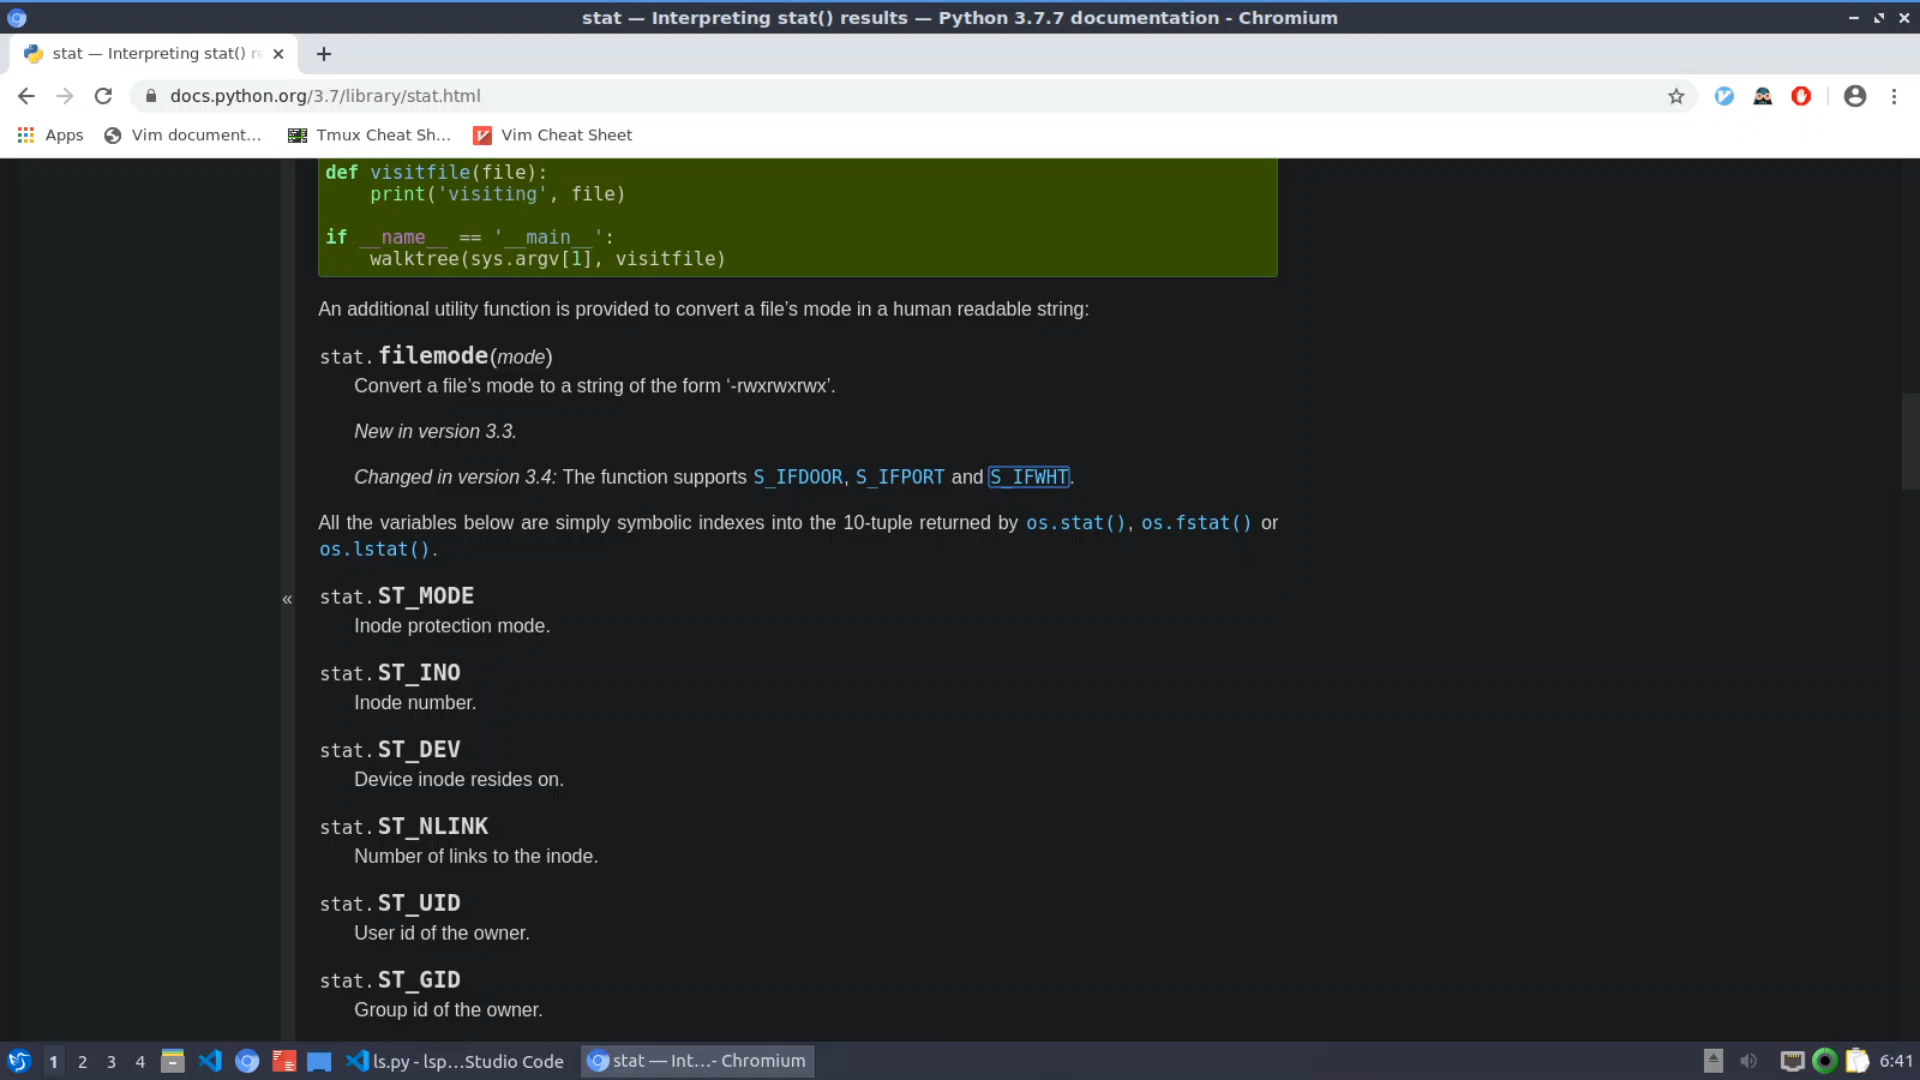 stat — Interpreting stat() results — Python 3.7.7 documentation - Chromium
stat — Interpreting stat() re
docs.python.org/3.7/library/stat.html
Apps Vim document... Tmux Cheat Sh... Vim Cheat Sheet
def visitfile(file):
    print('visiting', file)
if __name__ == '__main__':
    walktree(sys.argv[1], visitfile)
An additional utility function is provided to convert a file’s mode in a human readable string:
stat.filemode(mode)
Convert a file’s mode to a string of the form ‘-rwxrwxrwx’.
New in version 3.3.
Changed in version 3.4: The function supports S_IFDOOR, S_IFPORT and S_IFWHT.
All the variables below are simply symbolic indexes into the 10-tuple returned by os.stat(), os.fstat() or
os.lstat().
«
stat.ST_MODE
Inode protection mode.
stat.ST_INO
Inode number.
stat.ST_DEV
Device inode resides on.
stat.ST_NLINK
Number of links to the inode.
stat.ST_UID
User id of the owner.
stat.ST_GID
Group id of the owner.
1 2 3 4 ls.py - lsp...Studio Code stat — Int...- Chromium 6:41